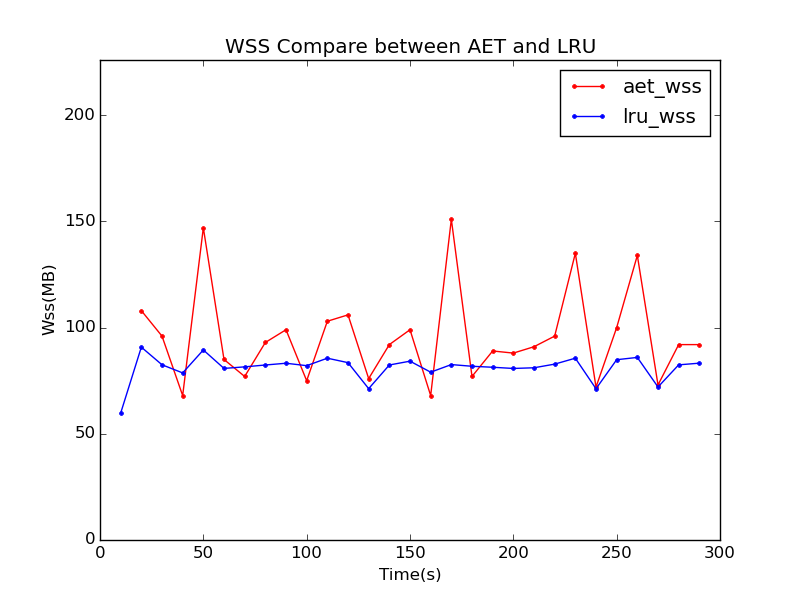 WSS Compare between AET and LRU
aet_wss
lru_wss
Wss(MB)
200
150
100
50
0
0 50 100 150 200 250 300
Time(s)